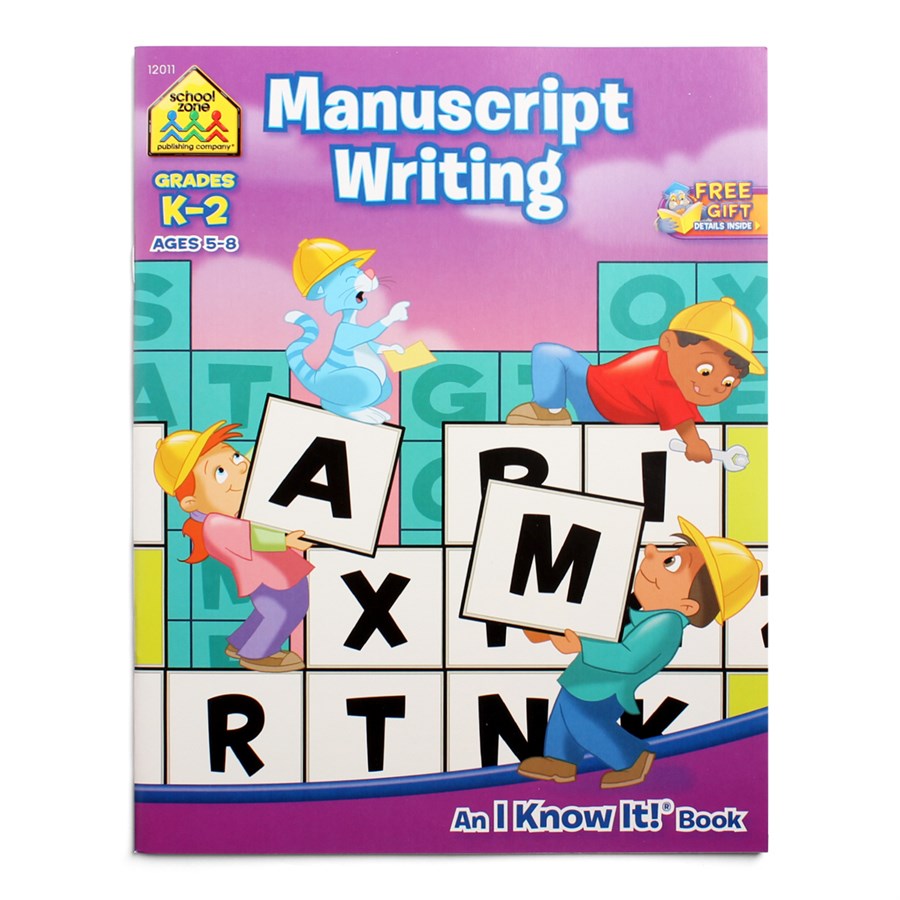 12011
school
zone
publishing company®
Manuscript
Writing
GRADES
K-2
AGES 5-8
FREE
GIFT
DETAILS INSIDE
S O X
A T G E
A R I
X M
R T N K
An I Know It!® Book